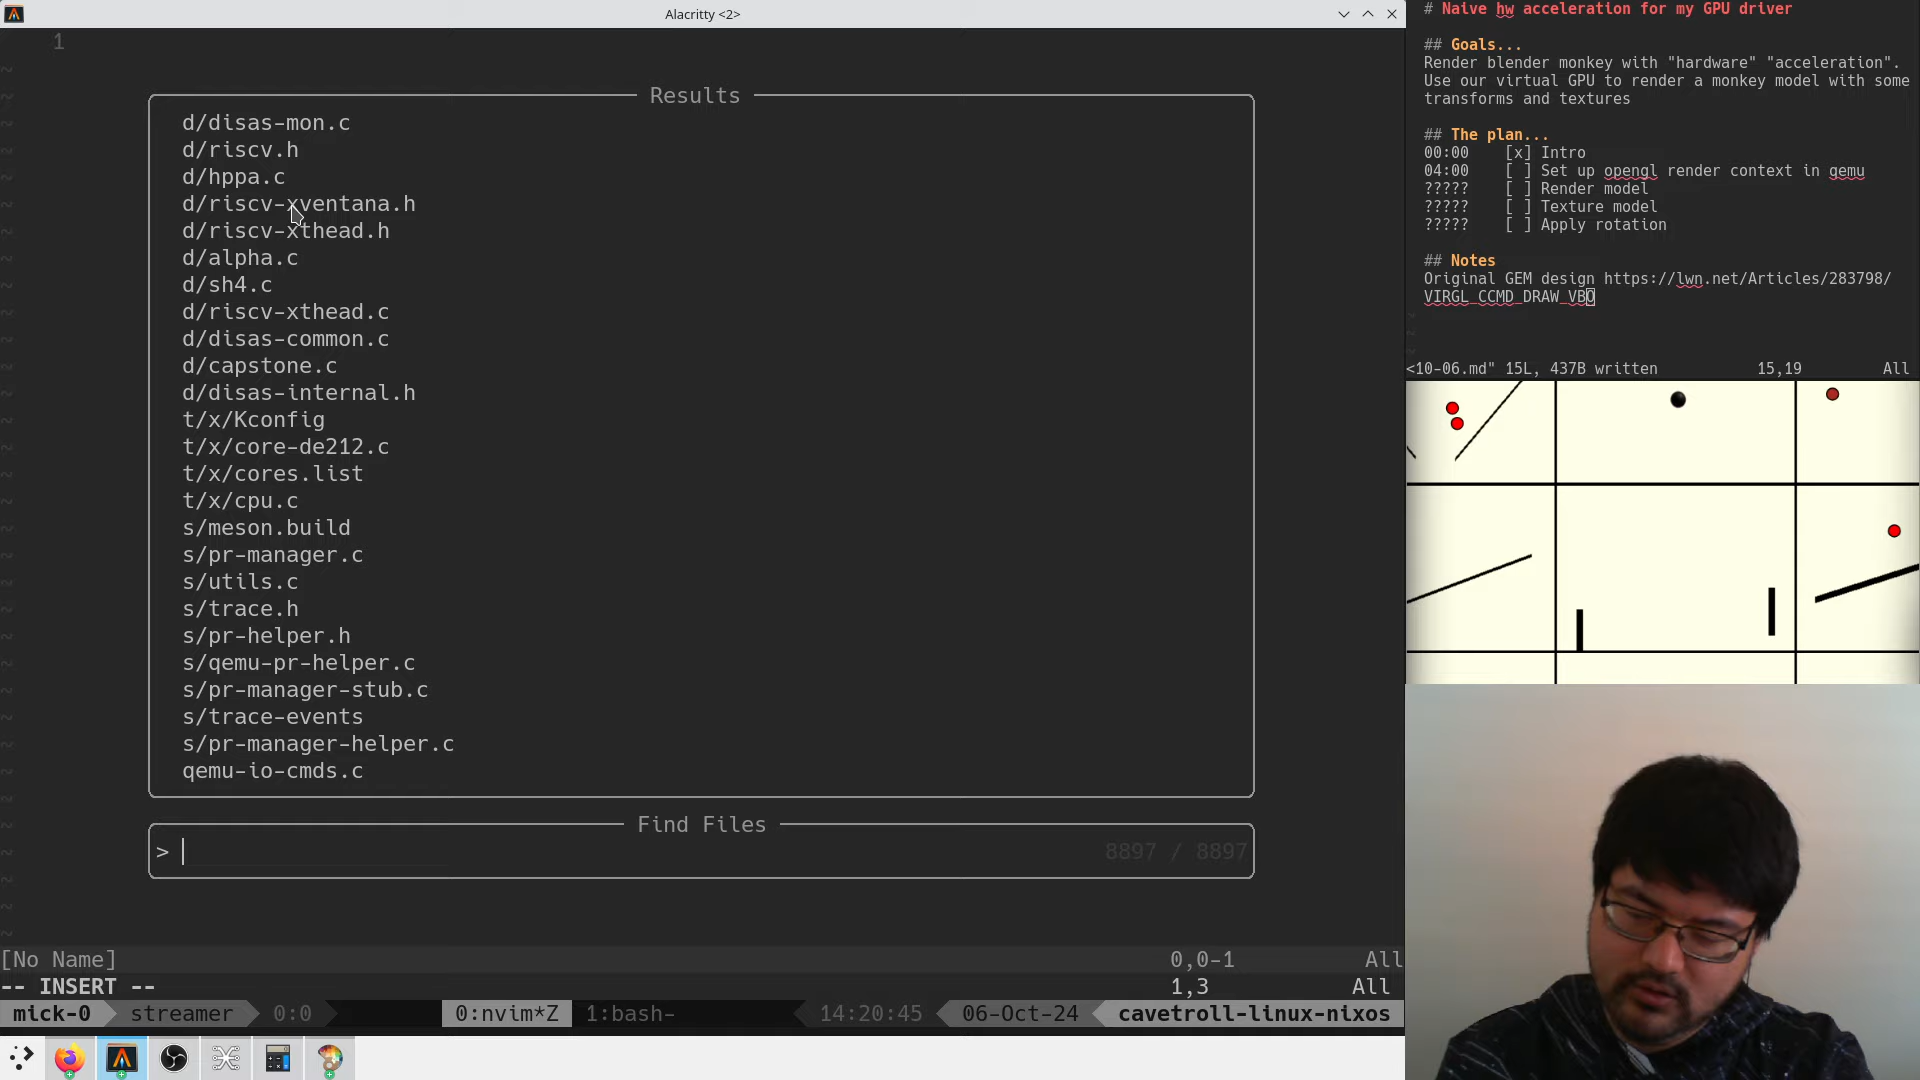 Alacritty <2>
1
Results
d/disas-mon.c
d/riscv.h
d/hppa.c
d/riscv-xventana.h
d/riscv-xthead.h
d/alpha.c
d/sh4.c
d/riscv-xthead.c
d/disas-common.c
d/capstone.c
d/disas-internal.h
t/x/Kconfig
t/x/core-de212.c
t/x/cores.list
t/x/cpu.c
s/meson.build
s/pr-manager.c
s/utils.c
s/trace.h
s/pr-helper.h
s/qemu-pr-helper.c
s/pr-manager-stub.c
s/trace-events
s/pr-manager-helper.c
qemu-io-cmds.c
Find Files
> 8897 / 8897
[No Name] 0,0-1 All
-- INSERT -- 1,3 All
mick-0 streamer 0:0 0:nvim*Z 1:bash- 14:20:45 06-Oct-24 cavetroll-linux-nixos
# Naive hw acceleration for my GPU driver
## Goals...
Render blender monkey with "hardware" "acceleration".
Use our virtual GPU to render a monkey model with some
transforms and textures
## The plan...
00:00 [x] Intro
04:00 [ ] Set up opengl render context in qemu
????? [ ] Render model
????? [ ] Texture model
????? [ ] Apply rotation
## Notes
Original GEM design https://lwn.net/Articles/283798/
VIRGL_CCMD_DRAW_VBO
<10-06.md" 15L, 437B written 15,19 All